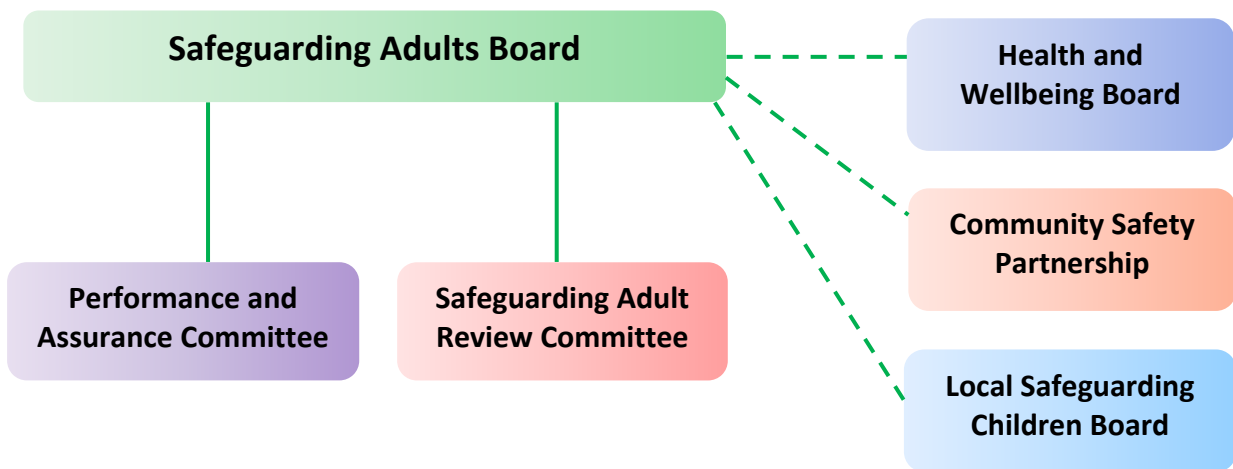 Safeguarding Adults Board
Health and
Wellbeing Board
Community Safety
Partnership
Performance and
Assurance Committee
Safeguarding Adult
Review Committee
Local Safeguarding
Children Board